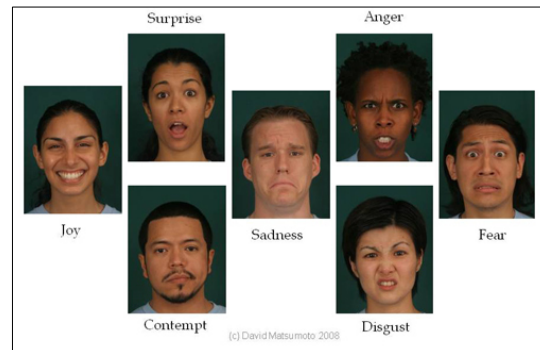 Surprise
Anger
Joy
Sadness
Fear
Contempt
Disgust
(c) David Matsumoto 2008